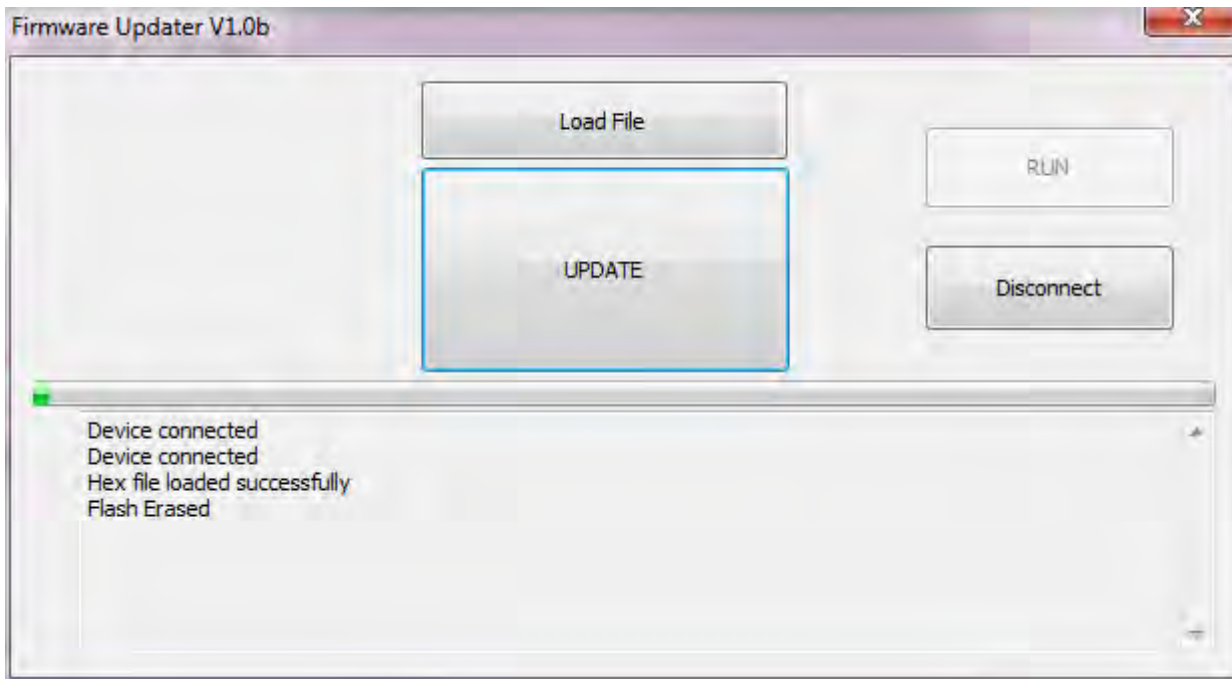 Firmware Updater V1.0b
Load File
RUN
UPDATE
Disconnect
Device connected
Device connected
Hex file loaded successfully
Flash Erased